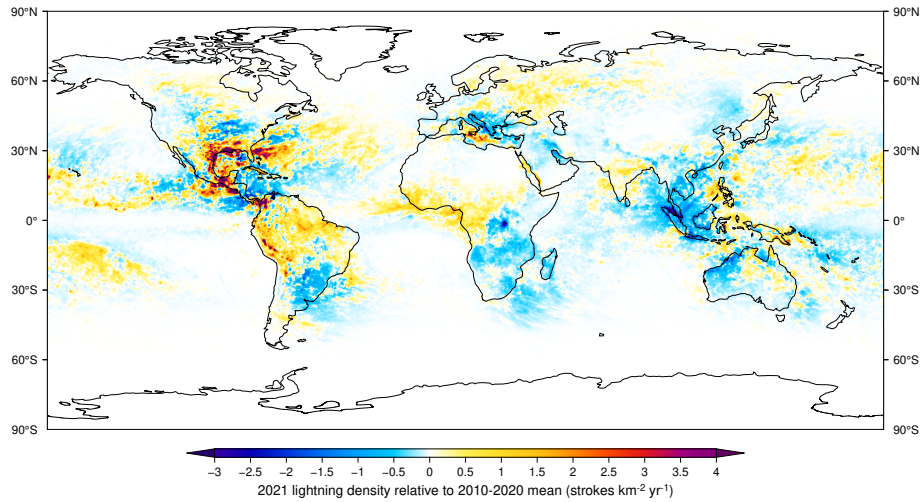 90°N 90°N
60°N 60°N
30°N 30°N
0° 0°
30°S 30°S
60°S 60°S
90°S 90°S
−3 −2.5 −2 −1.5 −1 −0.5 0 0.5 1 1.5 2 2.5 3 3.5 4
2021 lightning density relative to 2010-2020 mean (strokes km⁻² yr⁻¹)